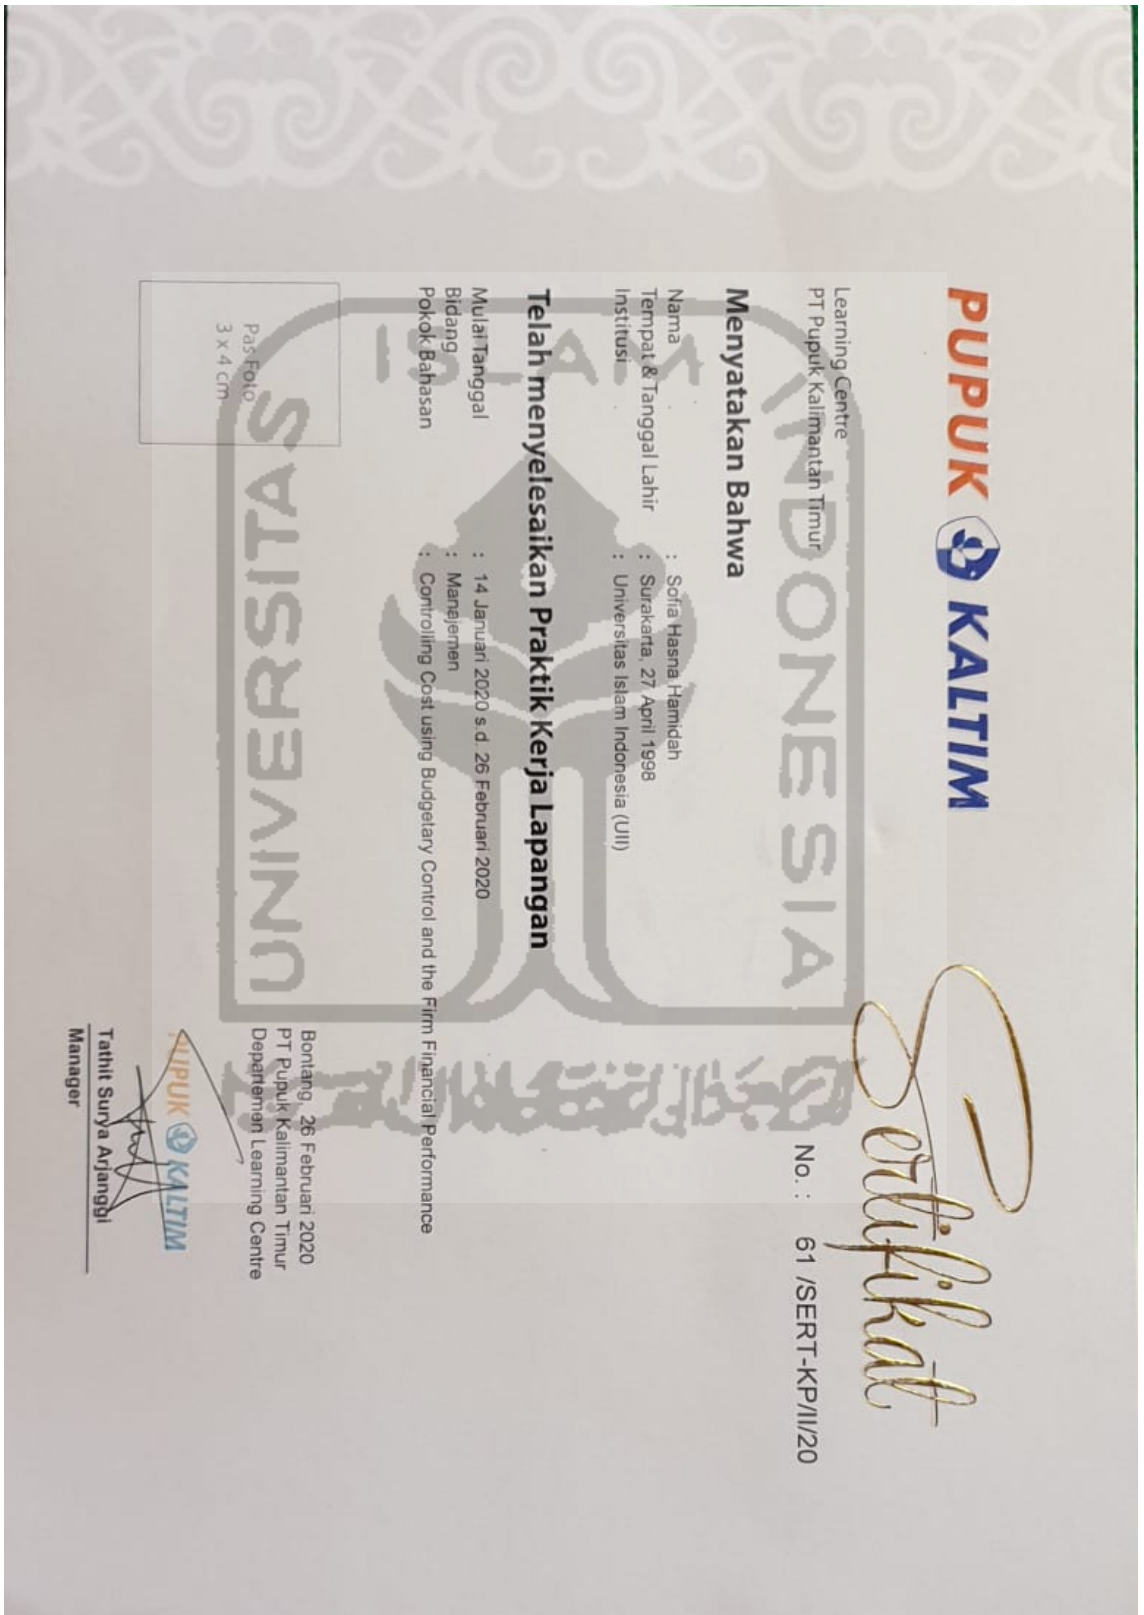 PUPUK KALTIM
Sertifikat
Learning Centre
PT Pupuk Kalimantan Timur
No. : 61 /SERT-KP/II/20
Menyatakan Bahwa
Nama : Sofia Hasna Hamidah
Tempat & Tanggal Lahir : Surakarta, 27 April 1998
Institusi : Universitas Islam Indonesia (UII)
Telah menyelesaikan Praktik Kerja Lapangan
Mulai Tanggal : 14 Januari 2020 s.d. 26 Februari 2020
Bidang : Manajemen
Pokok Bahasan : Controlling Cost using Budgetary Control and the Firm Financial Performance
Pas Foto
3 x 4 cm
Bontang, 26 Februari 2020
PT Pupuk Kalimantan Timur
Departemen Learning Centre
PUPUK KALTIM
Tathit Surya Arjanggi
Manager
ISLAM
UNIVERSITAS
INDONESIA